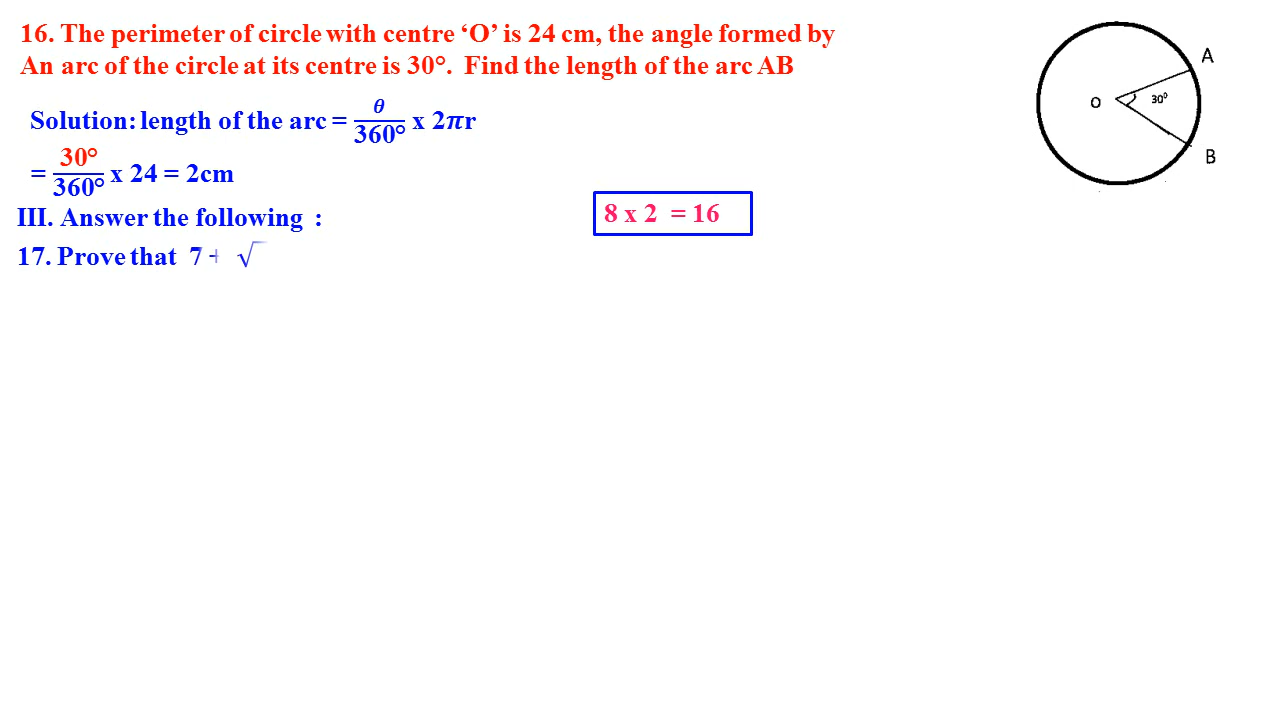 16. The perimeter of circle with centre ‘O’ is 24 cm, the angle formed by
An arc of the circle at its centre is 30°. Find the length of the arc AB
A
O 30⁰
B
Solution: length of the arc = θ/360° x 2πr
= 30°/360° x 24 = 2cm
III. Answer the following :
8 x 2 = 16
17. Prove that 7 + √